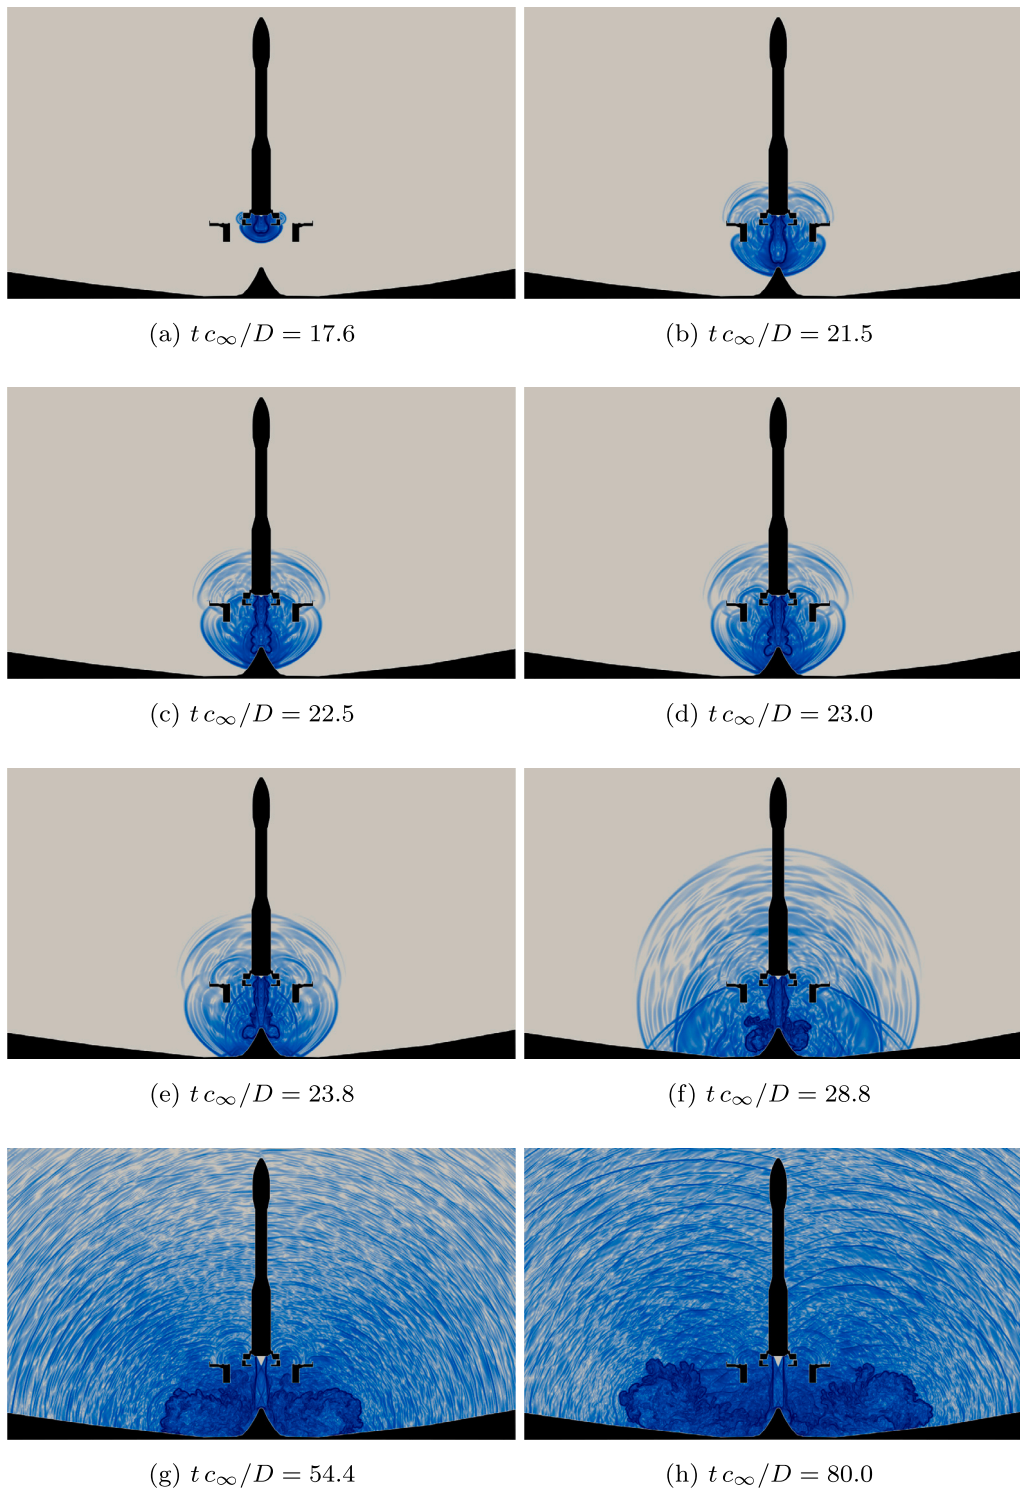 (a) t c∞/D = 17.6
(b) t c∞/D = 21.5
(c) t c∞/D = 22.5
(d) t c∞/D = 23.0
(e) t c∞/D = 23.8
(f) t c∞/D = 28.8
(g) t c∞/D = 54.4
(h) t c∞/D = 80.0